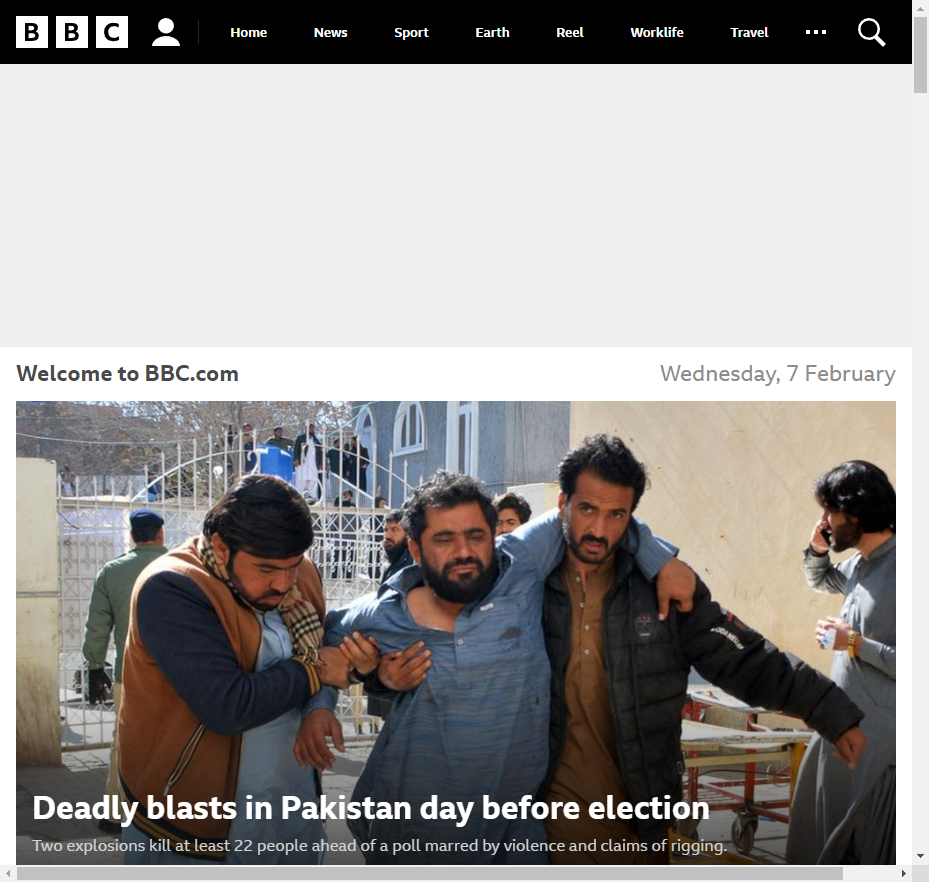 BBC
Home News Sport Earth Reel Worklife Travel
Welcome to BBC.com
Wednesday, 7 February
Deadly blasts in Pakistan day before election
Two explosions kill at least 22 people ahead of a poll marred by violence and claims of rigging.